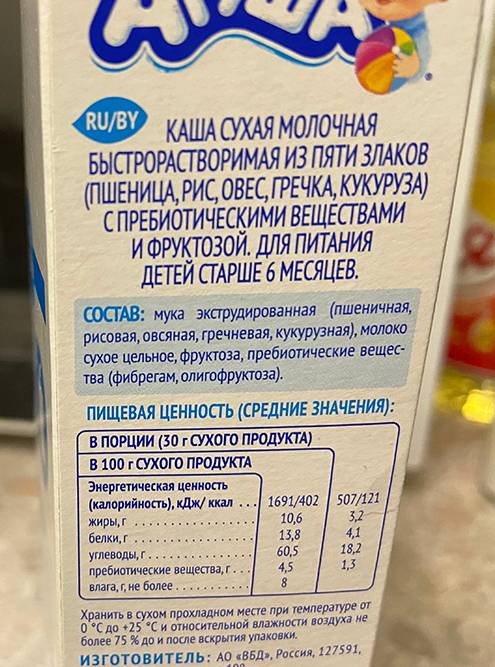 АГУША
RU/BY
КАША СУХАЯ МОЛОЧНАЯ
БЫСТРОРАСТВОРИМАЯ ИЗ ПЯТИ ЗЛАКОВ
(ПШЕНИЦА, РИС, ОВЕС, ГРЕЧКА, КУКУРУЗА)
С ПРЕБИОТИЧЕСКИМИ ВЕЩЕСТВАМИ
И ФРУКТОЗОЙ. ДЛЯ ПИТАНИЯ
ДЕТЕЙ СТАРШЕ 6 МЕСЯЦЕВ.
СОСТАВ: мука экструдированная (пшеничная,
рисовая, овсяная, гречневая, кукурузная), молоко
сухое цельное, фруктоза, пребиотические вещес-
тва (фибрегам, олигофруктоза).
ПИЩЕВАЯ ЦЕННОСТЬ (СРЕДНИЕ ЗНАЧЕНИЯ):
В ПОРЦИИ (30 г СУХОГО ПРОДУКТА)
В 100 г СУХОГО ПРОДУКТА
Энергетическая ценность
(калорийность), кДж/ ккал ... 1691/402 507/121
жиры, г ................ 10,6 3,2
белки, г ................ 13,8 4,1
углеводы, г .............. 60,5 18,2
пребиотические вещества, г ... 4,5 1,3
влага, г, не более ........... 8
Хранить в сухом прохладном месте при температуре от
0 °С до +25 °С и относительной влажности воздуха не
более 75 % до и после вскрытия упаковки.
ИЗГОТОВИТЕЛЬ: АО «ВБД», Россия, 127591,